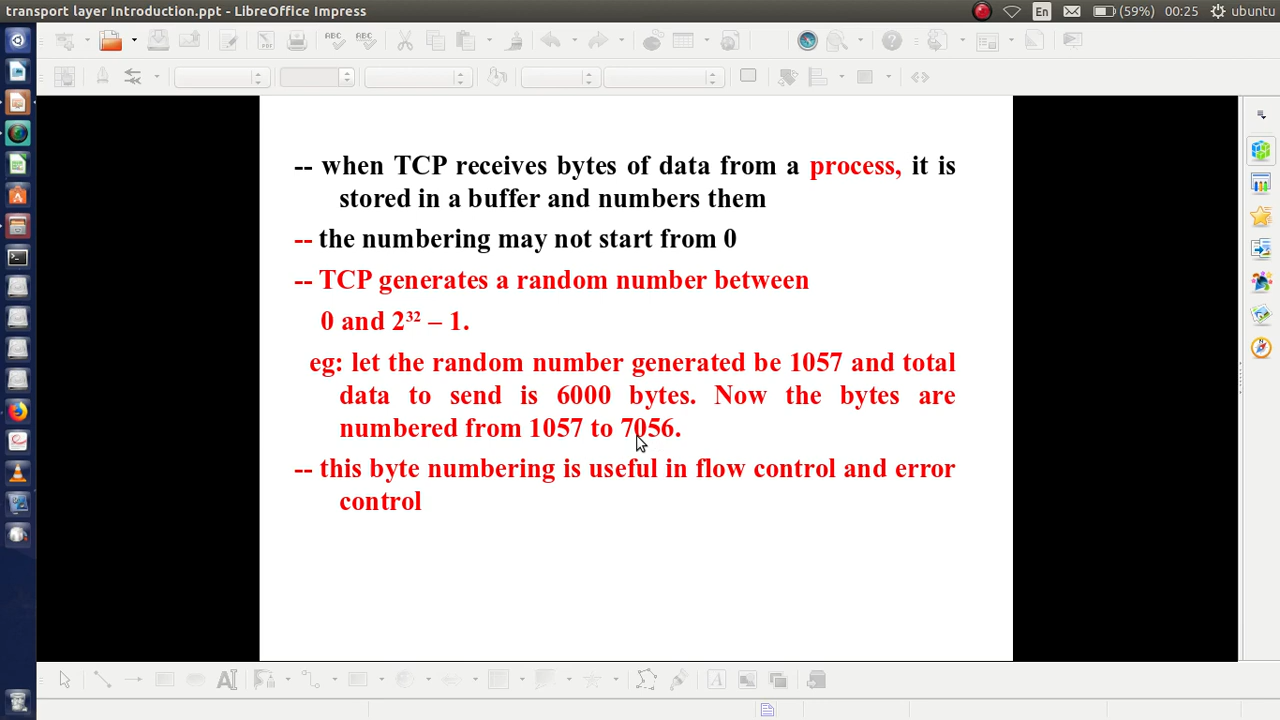 transport layer Introduction.ppt - LibreOffice Impress
En
(59%)
00:25
ubuntu
-- when TCP receives bytes of data from a process, it is
stored in a buffer and numbers them
-- the numbering may not start from 0
-- TCP generates a random number between
0 and 2³² – 1.
eg: let the random number generated be 1057 and total
data to send is 6000 bytes. Now the bytes are
numbered from 1057 to 7056.
-- this byte numbering is useful in flow control and error
control